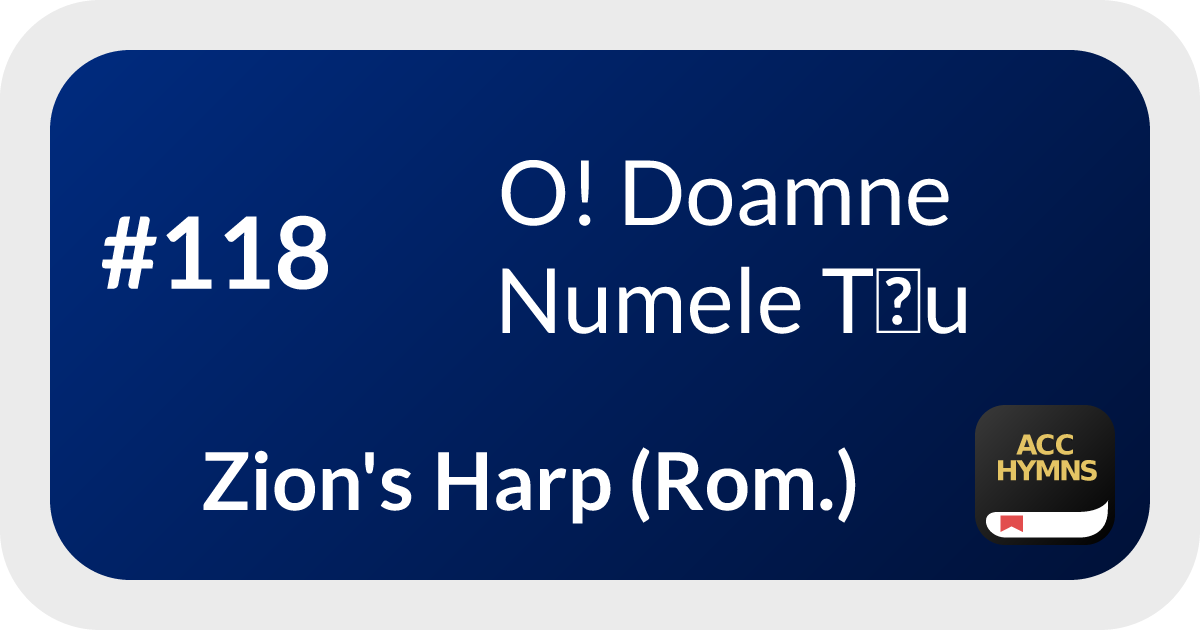 #118
O! Doamne
Numele T�u
Zion's Harp (Rom.)
ACC
HYMNS